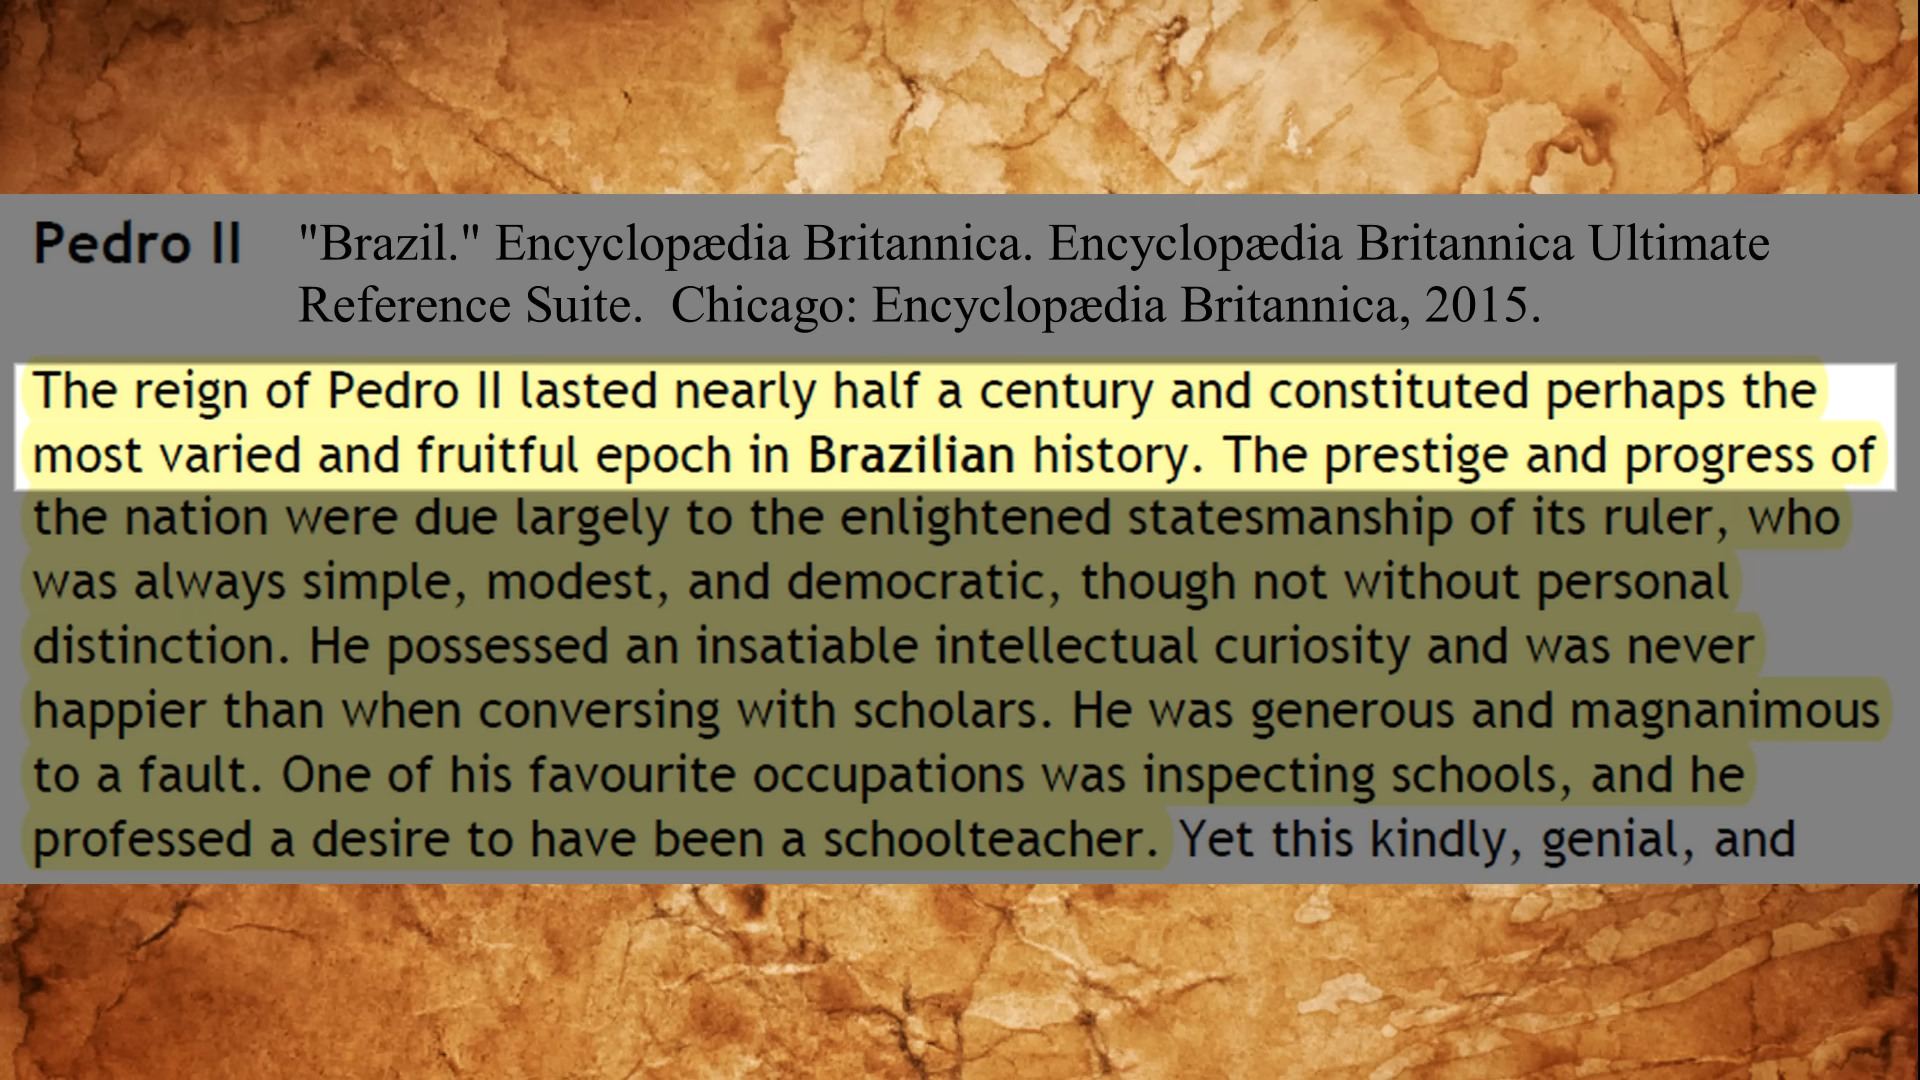 Pedro II
"Brazil." Encyclopædia Britannica. Encyclopædia Britannica Ultimate
Reference Suite. Chicago: Encyclopædia Britannica, 2015.
The reign of Pedro II lasted nearly half a century and constituted perhaps the
most varied and fruitful epoch in Brazilian history. The prestige and progress of
the nation were due largely to the enlightened statesmanship of its ruler, who
was always simple, modest, and democratic, though not without personal
distinction. He possessed an insatiable intellectual curiosity and was never
happier than when conversing with scholars. He was generous and magnanimous
to a fault. One of his favourite occupations was inspecting schools, and he
professed a desire to have been a schoolteacher. Yet this kindly, genial, and